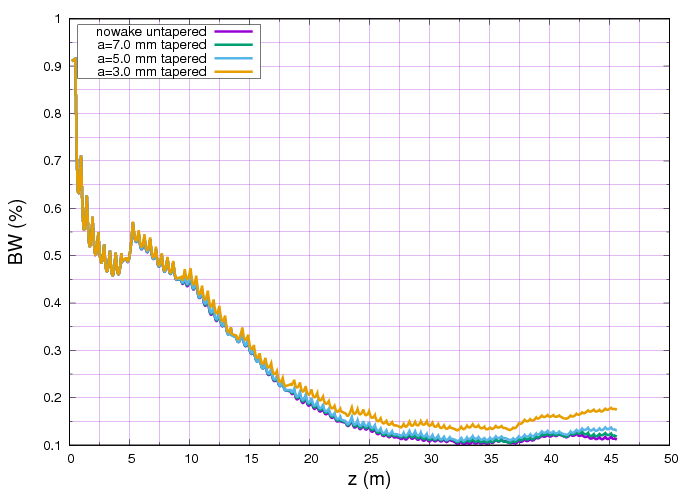 nowake untapered
a=7.0 mm tapered
a=5.0 mm tapered
a=3.0 mm tapered
1
0.9
0.8
0.7
0.6
0.5
0.4
0.3
0.2
0.1
BW (%)
0 5 10 15 20 25 30 35 40 45 50
z (m)